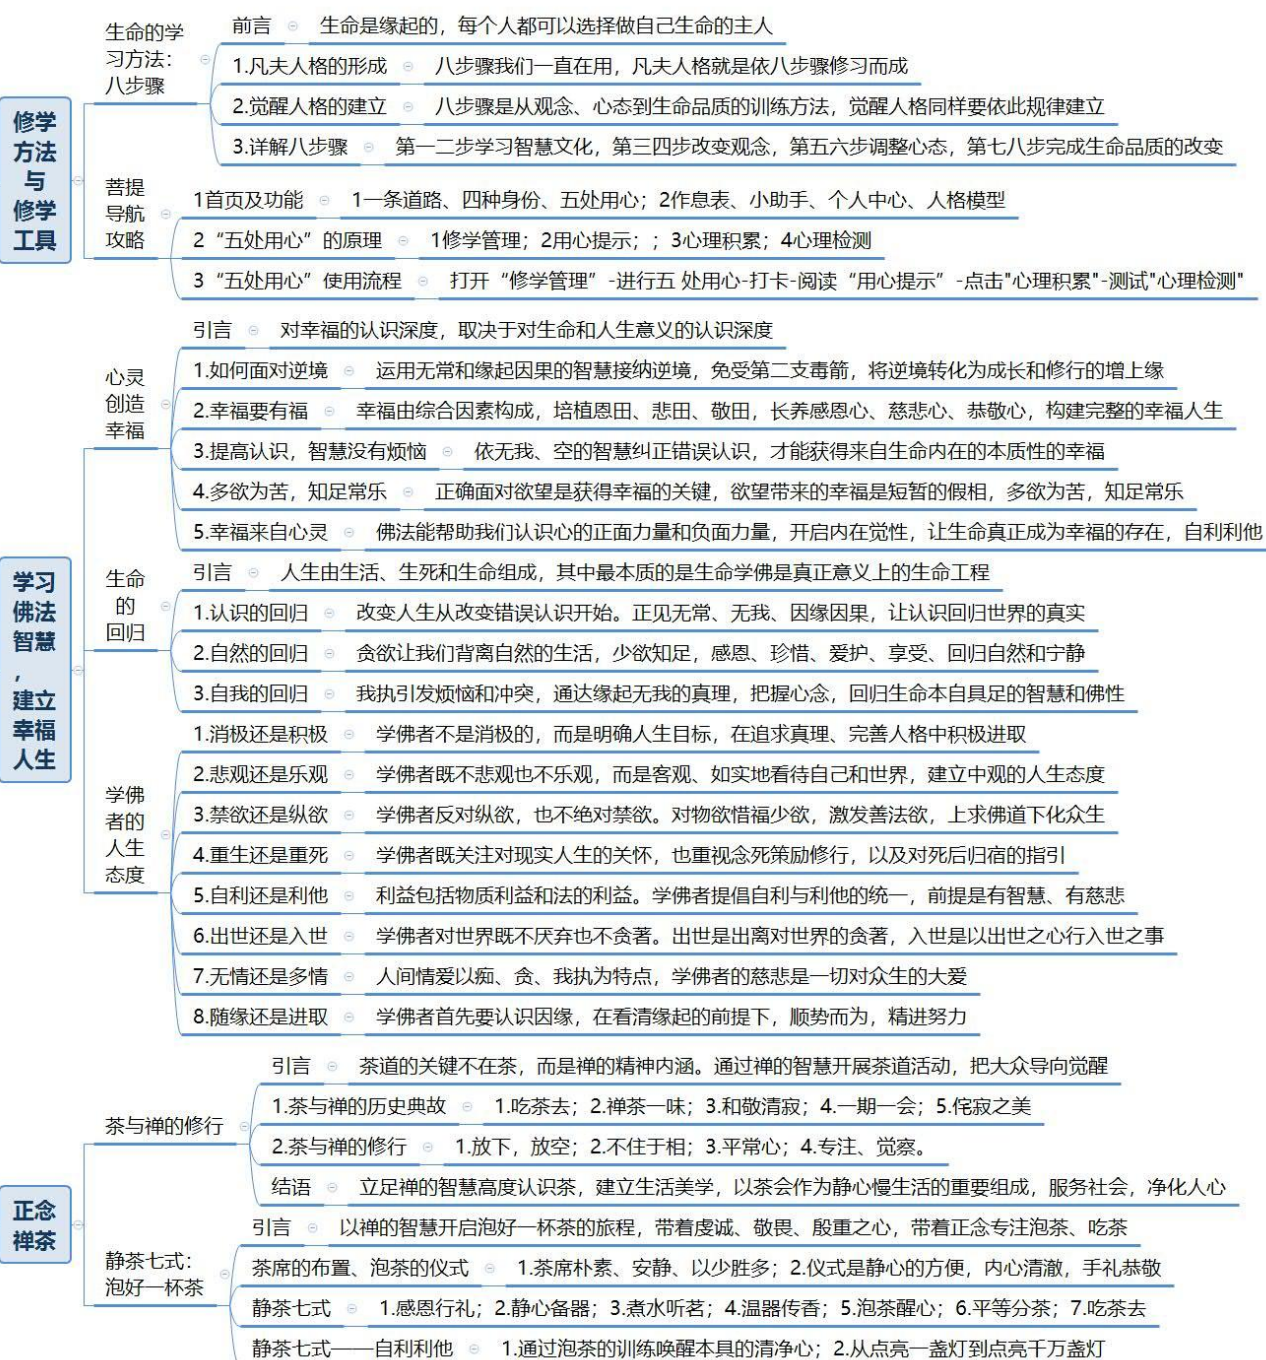 修学
方法
与
修学
工具
生命的学
习方法：
八步骤
前言 生命是缘起的，每个人都可以选择做自己生命的主人
1.凡夫人格的形成 八步骤我们一直在用，凡夫人格就是依八步骤修习而成
2.觉醒人格的建立 八步骤是从观念、心态到生命品质的训练方法，觉醒人格同样要依此规律建立
3.详解八步骤 第一二步学习智慧文化，第三四步改变观念，第五六步调整心态，第七八步完成生命品质的改变
菩提
导航
攻略
1首页及功能 1一条道路、四种身份、五处用心；2作息表、小助手、个人中心、人格模型
2“五处用心”的原理 1修学管理；2用心提示；；3心理积累；4心理检测
3“五处用心”使用流程 打开“修学管理”-进行五 处用心-打卡-阅读“用心提示”-点击"心理积累"-测试"心理检测"
学习
佛法
智慧
，
建立
幸福
人生
心灵
创造
幸福
引言 对幸福的认识深度，取决于对生命和人生意义的认识深度
1.如何面对逆境 运用无常和缘起因果的智慧接纳逆境，免受第二支毒箭，将逆境转化为成长和修行的增上缘
2.幸福要有福 幸福由综合因素构成，培植恩田、悲田、敬田，长养感恩心、慈悲心、恭敬心，构建完整的幸福人生
3.提高认识，智慧没有烦恼 依无我、空的智慧纠正错误认识，才能获得来自生命内在的本质性的幸福
4.多欲为苦，知足常乐 正确面对欲望是获得幸福的关键，欲望带来的幸福是短暂的假相，多欲为苦，知足常乐
5.幸福来自心灵 佛法能帮助我们认识心的正面力量和负面力量，开启内在觉性，让生命真正成为幸福的存在，自利利他
生命
的
回归
引言 人生由生活、生死和生命组成，其中最本质的是生命学佛是真正意义上的生命工程
1.认识的回归 改变人生从改变错误认识开始。正见无常、无我、因缘因果，让认识回归世界的真实
2.自然的回归 贪欲让我们背离自然的生活，少欲知足，感恩、珍惜、爱护、享受、回归自然和宁静
3.自我的回归 我执引发烦恼和冲突，通达缘起无我的真理，把握心念，回归生命本自具足的智慧和佛性
学佛
者的
人生
态度
1.消极还是积极 学佛者不是消极的，而是明确人生目标，在追求真理、完善人格中积极进取
2.悲观还是乐观 学佛者既不悲观也不乐观，而是客观、如实地看待自己和世界，建立中观的人生态度
3.禁欲还是纵欲 学佛者反对纵欲，也不绝对禁欲。对物欲惜福少欲，激发善法欲，上求佛道下化众生
4.重生还是重死 学佛者既关注对现实人生的关怀，也重视念死策励修行，以及对死后归宿的指引
5.自利还是利他 利益包括物质利益和法的利益。学佛者提倡自利与利他的统一，前提是有智慧、有慈悲
6.出世还是入世 学佛者对世界既不厌弃也不贪著。出世是出离对世界的贪著，入世是以出世之心行入世之事
7.无情还是多情 人间情爱以痴、贪、我执为特点，学佛者的慈悲是一切对众生的大爱
8.随缘还是进取 学佛者首先要认识因缘，在看清缘起的前提下，顺势而为，精进努力
正念
禅茶
茶与禅的修行
引言 茶道的关键不在茶，而是禅的精神内涵。通过禅的智慧开展茶道活动，把大众导向觉醒
1.茶与禅的历史典故 1.吃茶去；2.禅茶一味；3.和敬清寂；4.一期一会；5.侘寂之美
2.茶与禅的修行 1.放下，放空；2.不住于相；3.平常心；4.专注、觉察。
结语 立足禅的智慧高度认识茶，建立生活美学，以茶会作为静心慢生活的重要组成，服务社会，净化人心
静茶七式：
泡好一杯茶
引言 以禅的智慧开启泡好一杯茶的旅程，带着虔诚、敬畏、殷重之心，带着正念专注泡茶、吃茶
茶席的布置、泡茶的仪式 1.茶席朴素、安静、以少胜多；2.仪式是静心的方便，内心清澈，手礼恭敬
静茶七式 1.感恩行礼；2.静心备器；3.煮水听茗；4.温器传香；5.泡茶醒心；6.平等分茶；7.吃茶去
静茶七式——自利利他 1.通过泡茶的训练唤醒本具的清净心；2.从点亮一盏灯到点亮千万盏灯